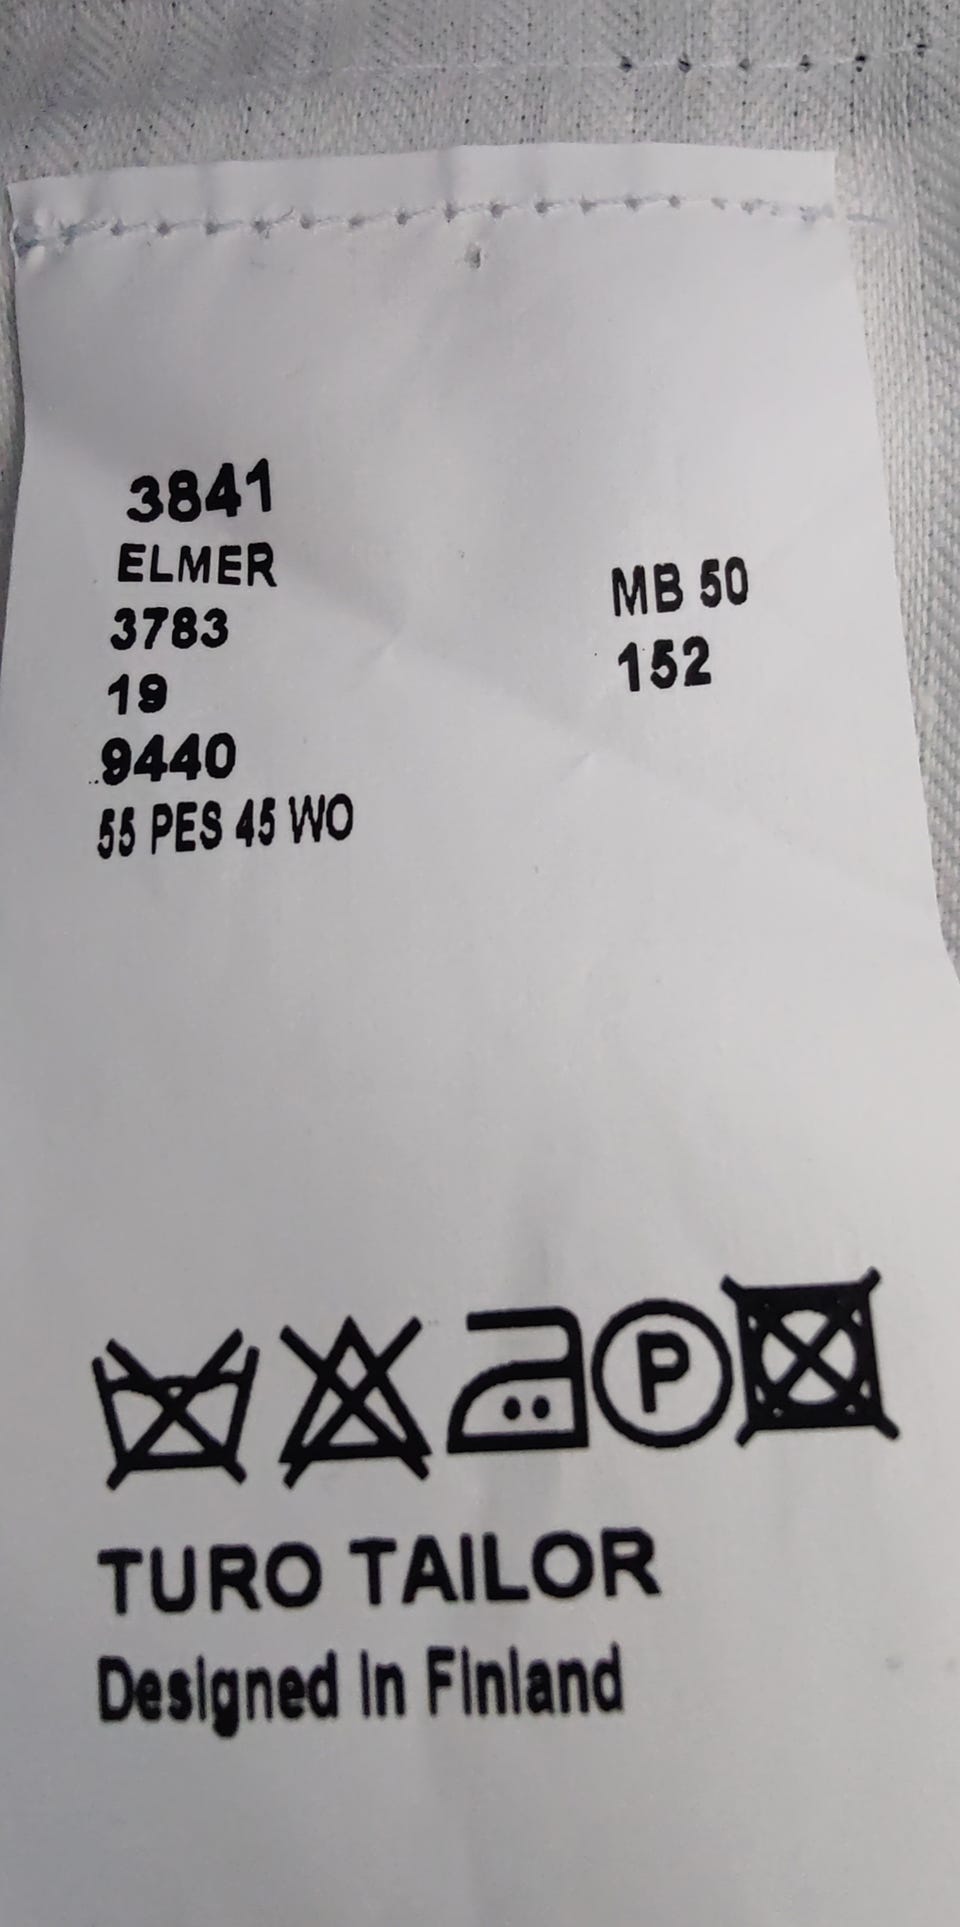 3841
ELMER
3783
19
9440
55 PES 45 WO
MB 50
152
P
TURO TAILOR
Designed in Finland